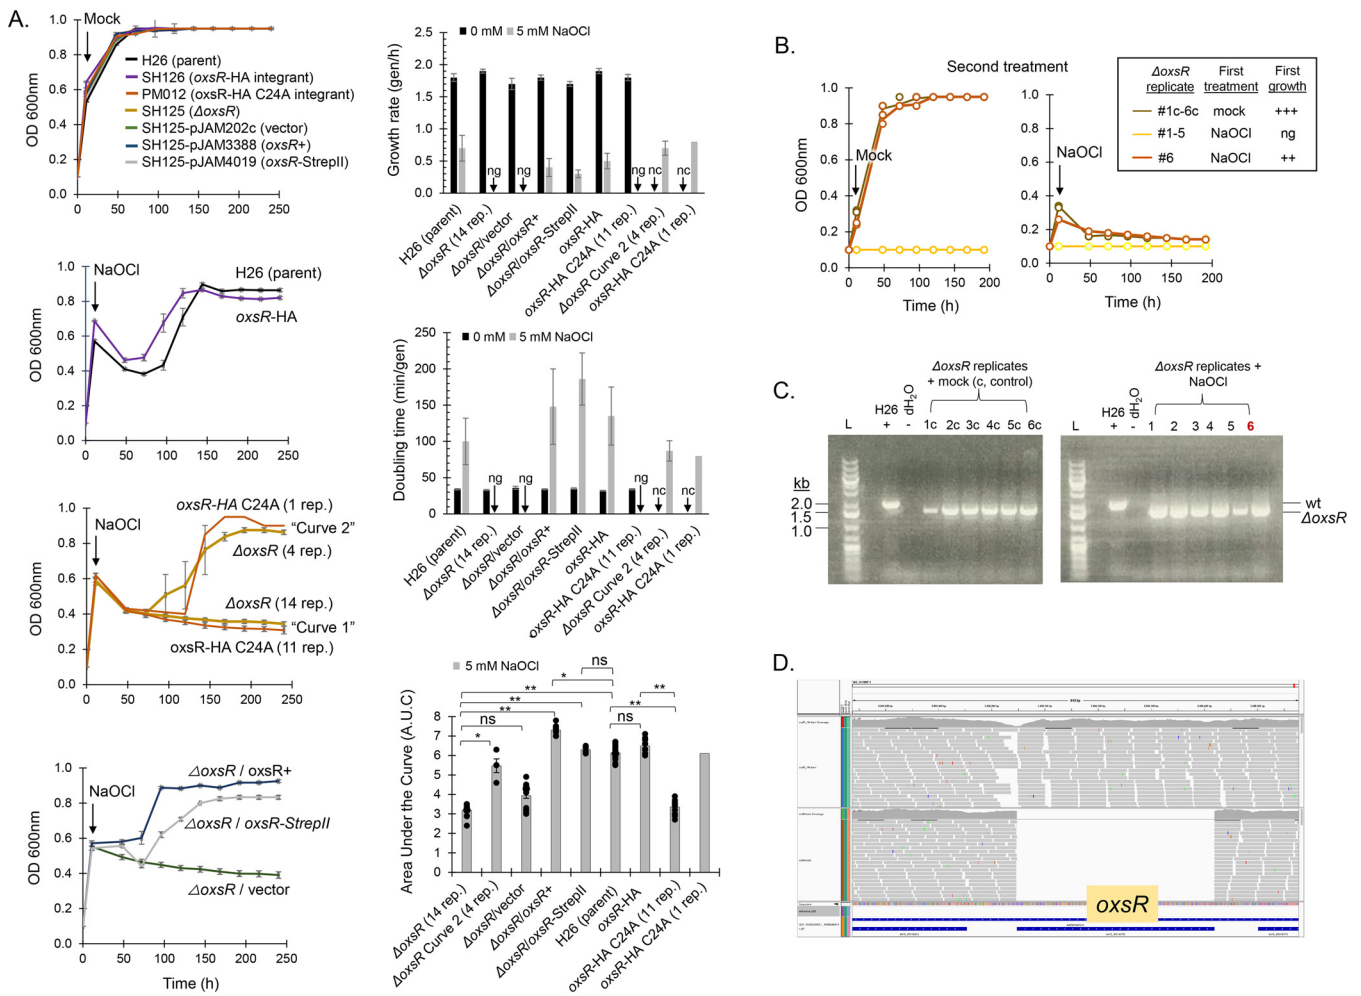 A.
1.0
0.8
0.6
0.4
0.2
0.0
OD 600nm
Mock
H26 (parent)
SH126 (oxsR-HA integrant)
PM012 (oxsR-HA C24A integrant)
SH125 (ΔoxsR)
SH125-pJAM202c (vector)
SH125-pJAM3388 (oxsR+)
SH125-pJAM4019 (oxsR-StrepII)
0 50 100 150 200 250
1.0
0.8
0.6
0.4
0.2
0.0
OD 600nm
NaOCl
H26 (parent)
oxsR-HA
0 50 100 150 200 250
1.0
0.8
0.6
0.4
0.2
0.0
OD 600nm
NaOCl
oxsR-HA C24A (1 rep.)
"Curve 2"
ΔoxsR (4 rep.)
ΔoxsR (14 rep.)
"Curve 1"
oxsR-HA C24A (11 rep.)
0 50 100 150 200 250
1.0
0.8
0.6
0.4
0.2
0.0
OD 600nm
NaOCl
ΔoxsR / oxsR+
ΔoxsR / oxsR-StrepII
ΔoxsR / vector
0 50 100 150 200 250
Time (h)
0 mM 5 mM NaOCl
2.5
2.0
1.5
1.0
0.5
0.0
Growth rate (gen/h)
ng ng ng nc nc
H26 (parent)
ΔoxsR (14 rep.)
ΔoxsR/vector
ΔoxsR/oxsR+
ΔoxsR/oxsR-StrepII
oxsR-HA
oxsR-HA C24A (11 rep.)
ΔoxsR Curve 2 (4 rep.)
oxsR-HA C24A (1 rep.)
250
200
150
100
50
0
Doubling time (min/gen)
0 mM 5 mM NaOCl
ng ng ng nc nc
H26 (parent)
ΔoxsR (14 rep.)
ΔoxsR/vector
ΔoxsR/oxsR+
ΔoxsR/oxsR-StrepII
oxsR-HA
oxsR-HA C24A (11 rep.)
ΔoxsR Curve 2 (4 rep.)
oxsR-HA C24A (1 rep.)
5 mM NaOCl
ns
* **
**
** **
ns ns
*
8
7
6
5
4
3
2
1
0
Area Under the Curve (A.U.C)
ΔoxsR (14 rep.)
ΔoxsR Curve 2 (4 rep.)
ΔoxsR/vector
ΔoxsR/oxsR+
ΔoxsR/oxsR-StrepII
H26 (parent)
oxsR-HA
oxsR-HA C24A (11 rep.)
oxsR-HA C24A (1 rep.)
B.
Second treatment
1.0
0.8
0.6
0.4
0.2
0.0
OD 600nm
Mock
0 50 100 150 200
Time (h)
1.0
0.8
0.6
0.4
0.2
0.0
NaOCl
0 50 100 150 200
Time (h)
ΔoxsR First First
replicate treatment growth
#1c-6c mock +++
#1-5 NaOCl ng
#6 NaOCl ++
C.
ΔoxsR replicates
+ mock (c, control)
L H26 + dH2O - 1c 2c 3c 4c 5c 6c
kb
2.0
1.5
1.0
ΔoxsR replicates +
NaOCl
L H26 + dH2O - 1 2 3 4 5 6
wt
ΔoxsR
D.
oxsR